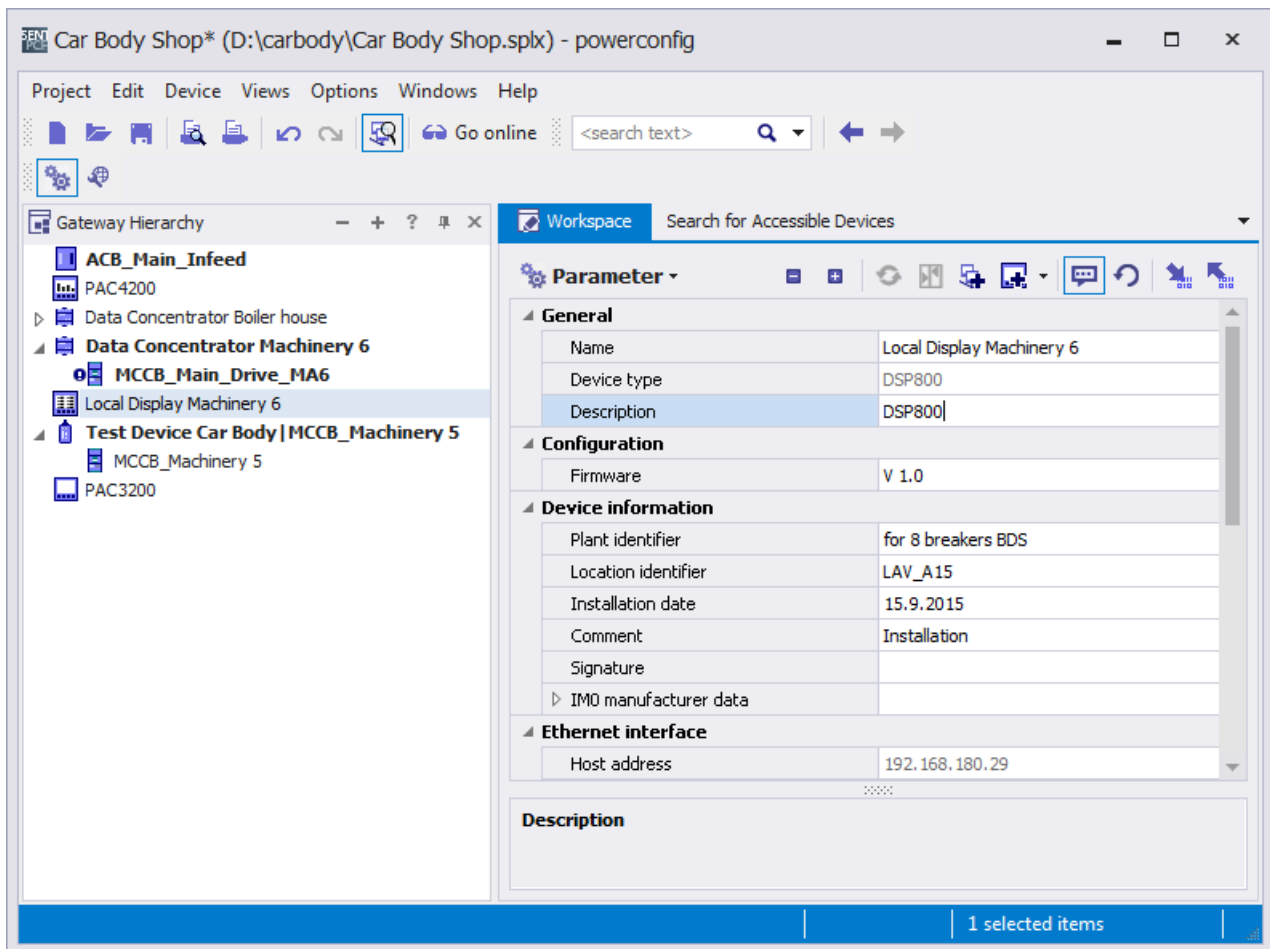 SENT
PCF
Car Body Shop* (D:\carbody\Car Body Shop.splx) - powerconfig
Project Edit Device Views Options Windows Help
Go online <search text>
Gateway Hierarchy
ACB_Main_Infeed
PAC4200
Data Concentrator Boiler house
Data Concentrator Machinery 6
MCCB_Main_Drive_MA6
Local Display Machinery 6
Test Device Car Body|MCCB_Machinery 5
MCCB_Machinery 5
PAC3200
Workspace Search for Accessible Devices
Parameter
General
Name Local Display Machinery 6
Device type DSP800
Description DSP800
Configuration
Firmware V 1.0
Device information
Plant identifier for 8 breakers BDS
Location identifier LAV_A15
Installation date 15.9.2015
Comment Installation
Signature
IM0 manufacturer data
Ethernet interface
Host address 192.168.180.29
Description
1 selected items